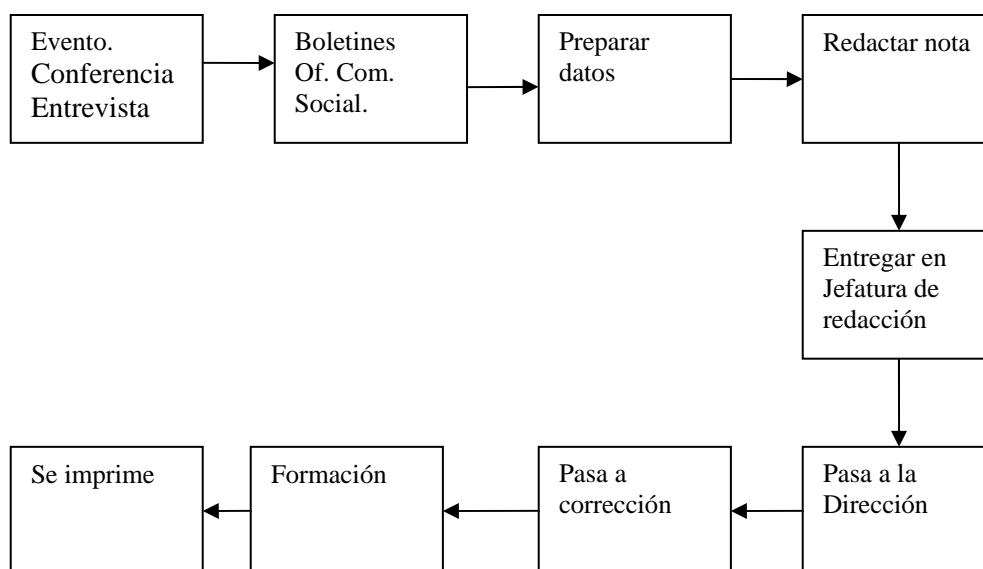 Evento.
Conferencia
Entrevista
Boletines
Of. Com.
Social.
Preparar
datos
Redactar nota
Entregar en
Jefatura de
redacción
Pasa a la
Dirección
Pasa a
corrección
Formación
Se imprime